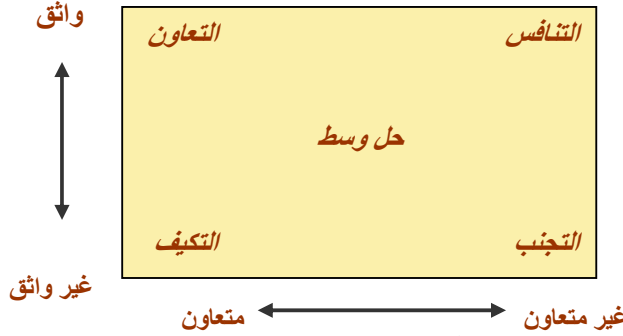 واثق
التنافس
التعاون
حل وسط
التجنب
التكيف
غير واثق
غير متعاون
متعاون